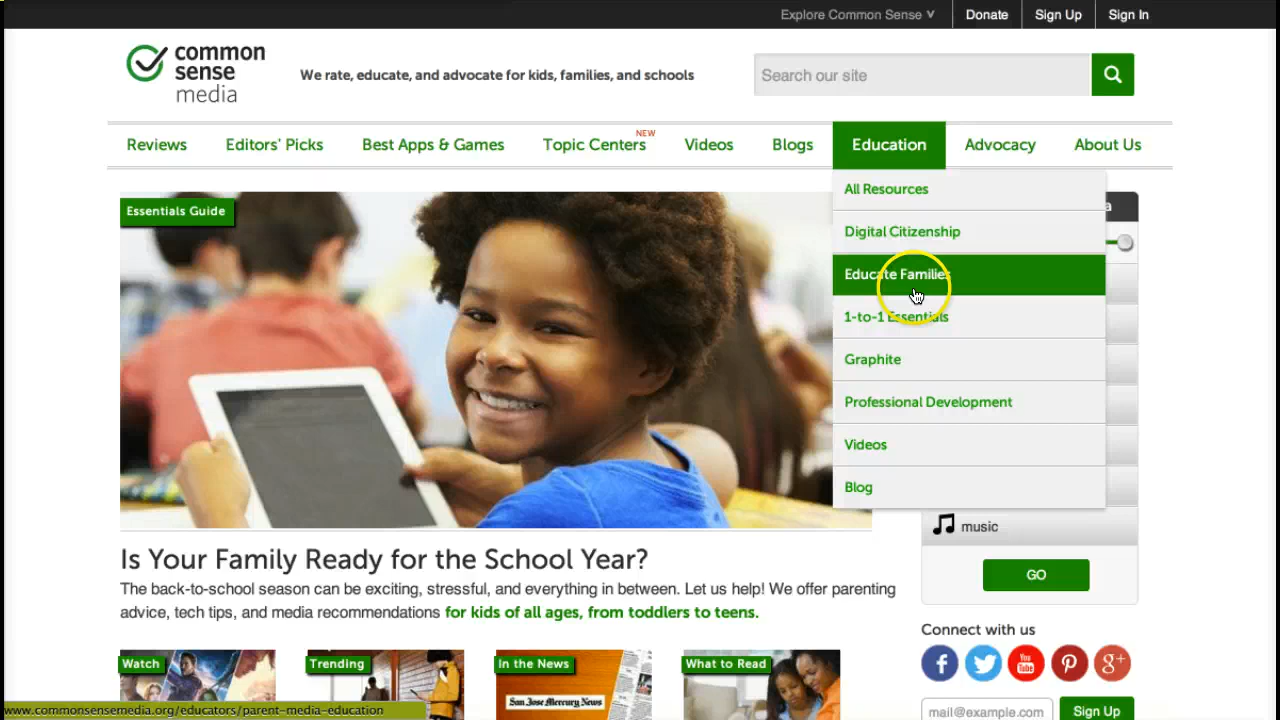 Explore Common Sense ∨ Donate Sign Up Sign In
common
sense
media
We rate, educate, and advocate for kids, families, and schools
Search our site
NEW
Reviews Editors' Picks Best Apps & Games Topic Centers Videos Blogs Education Advocacy About Us
All Resources
Essentials Guide
Digital Citizenship
Educate Families
1-to-1 Essentials
Graphite
Professional Development
Videos
Blog
music
Is Your Family Ready for the School Year?
GO
The back-to-school season can be exciting, stressful, and everything in between. Let us help! We offer parenting
advice, tech tips, and media recommendations for kids of all ages, from toddlers to teens.
Connect with us
Watch Trending In the News What to Read
You
Tube
San Jose Mercury News
www.commonsensemedia.org/educators/parent-media-education
mail@example.com Sign Up